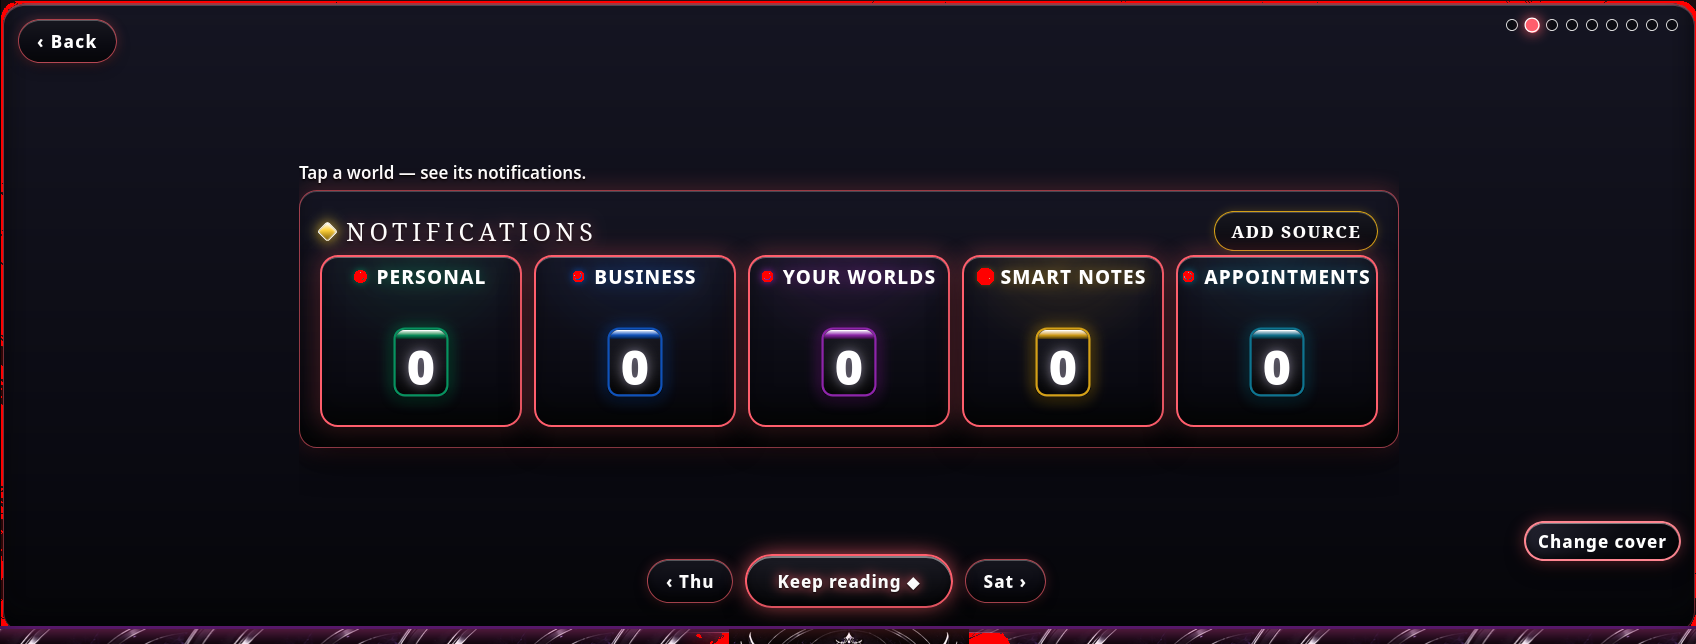 ‹ Back
Tap a world — see its notifications.
NOTIFICATIONS
ADD SOURCE
PERSONAL
BUSINESS
YOUR WORLDS
SMART NOTES
APPOINTMENTS
0
0
0
0
0
Change cover
‹ Thu
Keep reading ◆
Sat ›